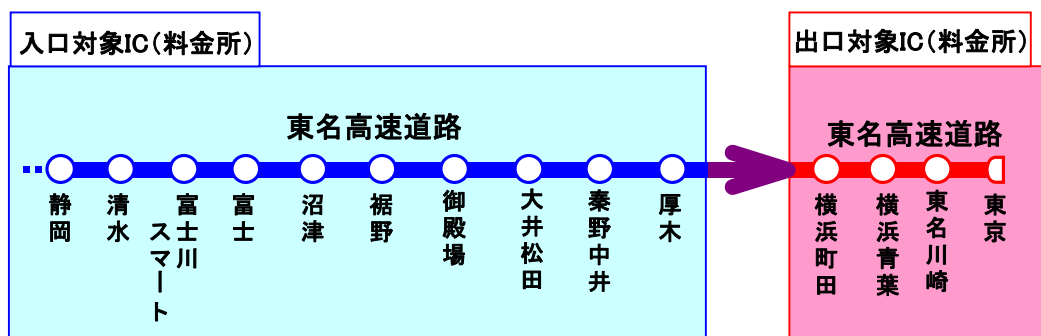 入口対象IC(料金所)
出口対象IC(料金所)
東名高速道路
東名高速道路
静岡
清水
富士川
スマート
富士
沼津
裾野
御殿場
大井松田
秦野中井
厚木
横浜町田
横浜青葉
東名川崎
東京